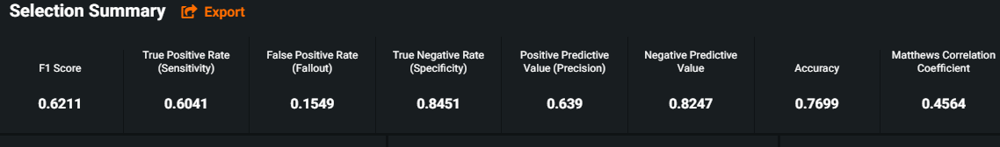 Selection Summary Export
F1 Score
True Positive Rate
(Sensitivity)
False Positive Rate
(Fallout)
True Negative Rate
(Specificity)
Positive Predictive
Value (Precision)
Negative Predictive
Value
Accuracy
Matthews Correlation
Coefficient
0.6211 0.6041 0.1549 0.8451 0.639 0.8247 0.7699 0.4564